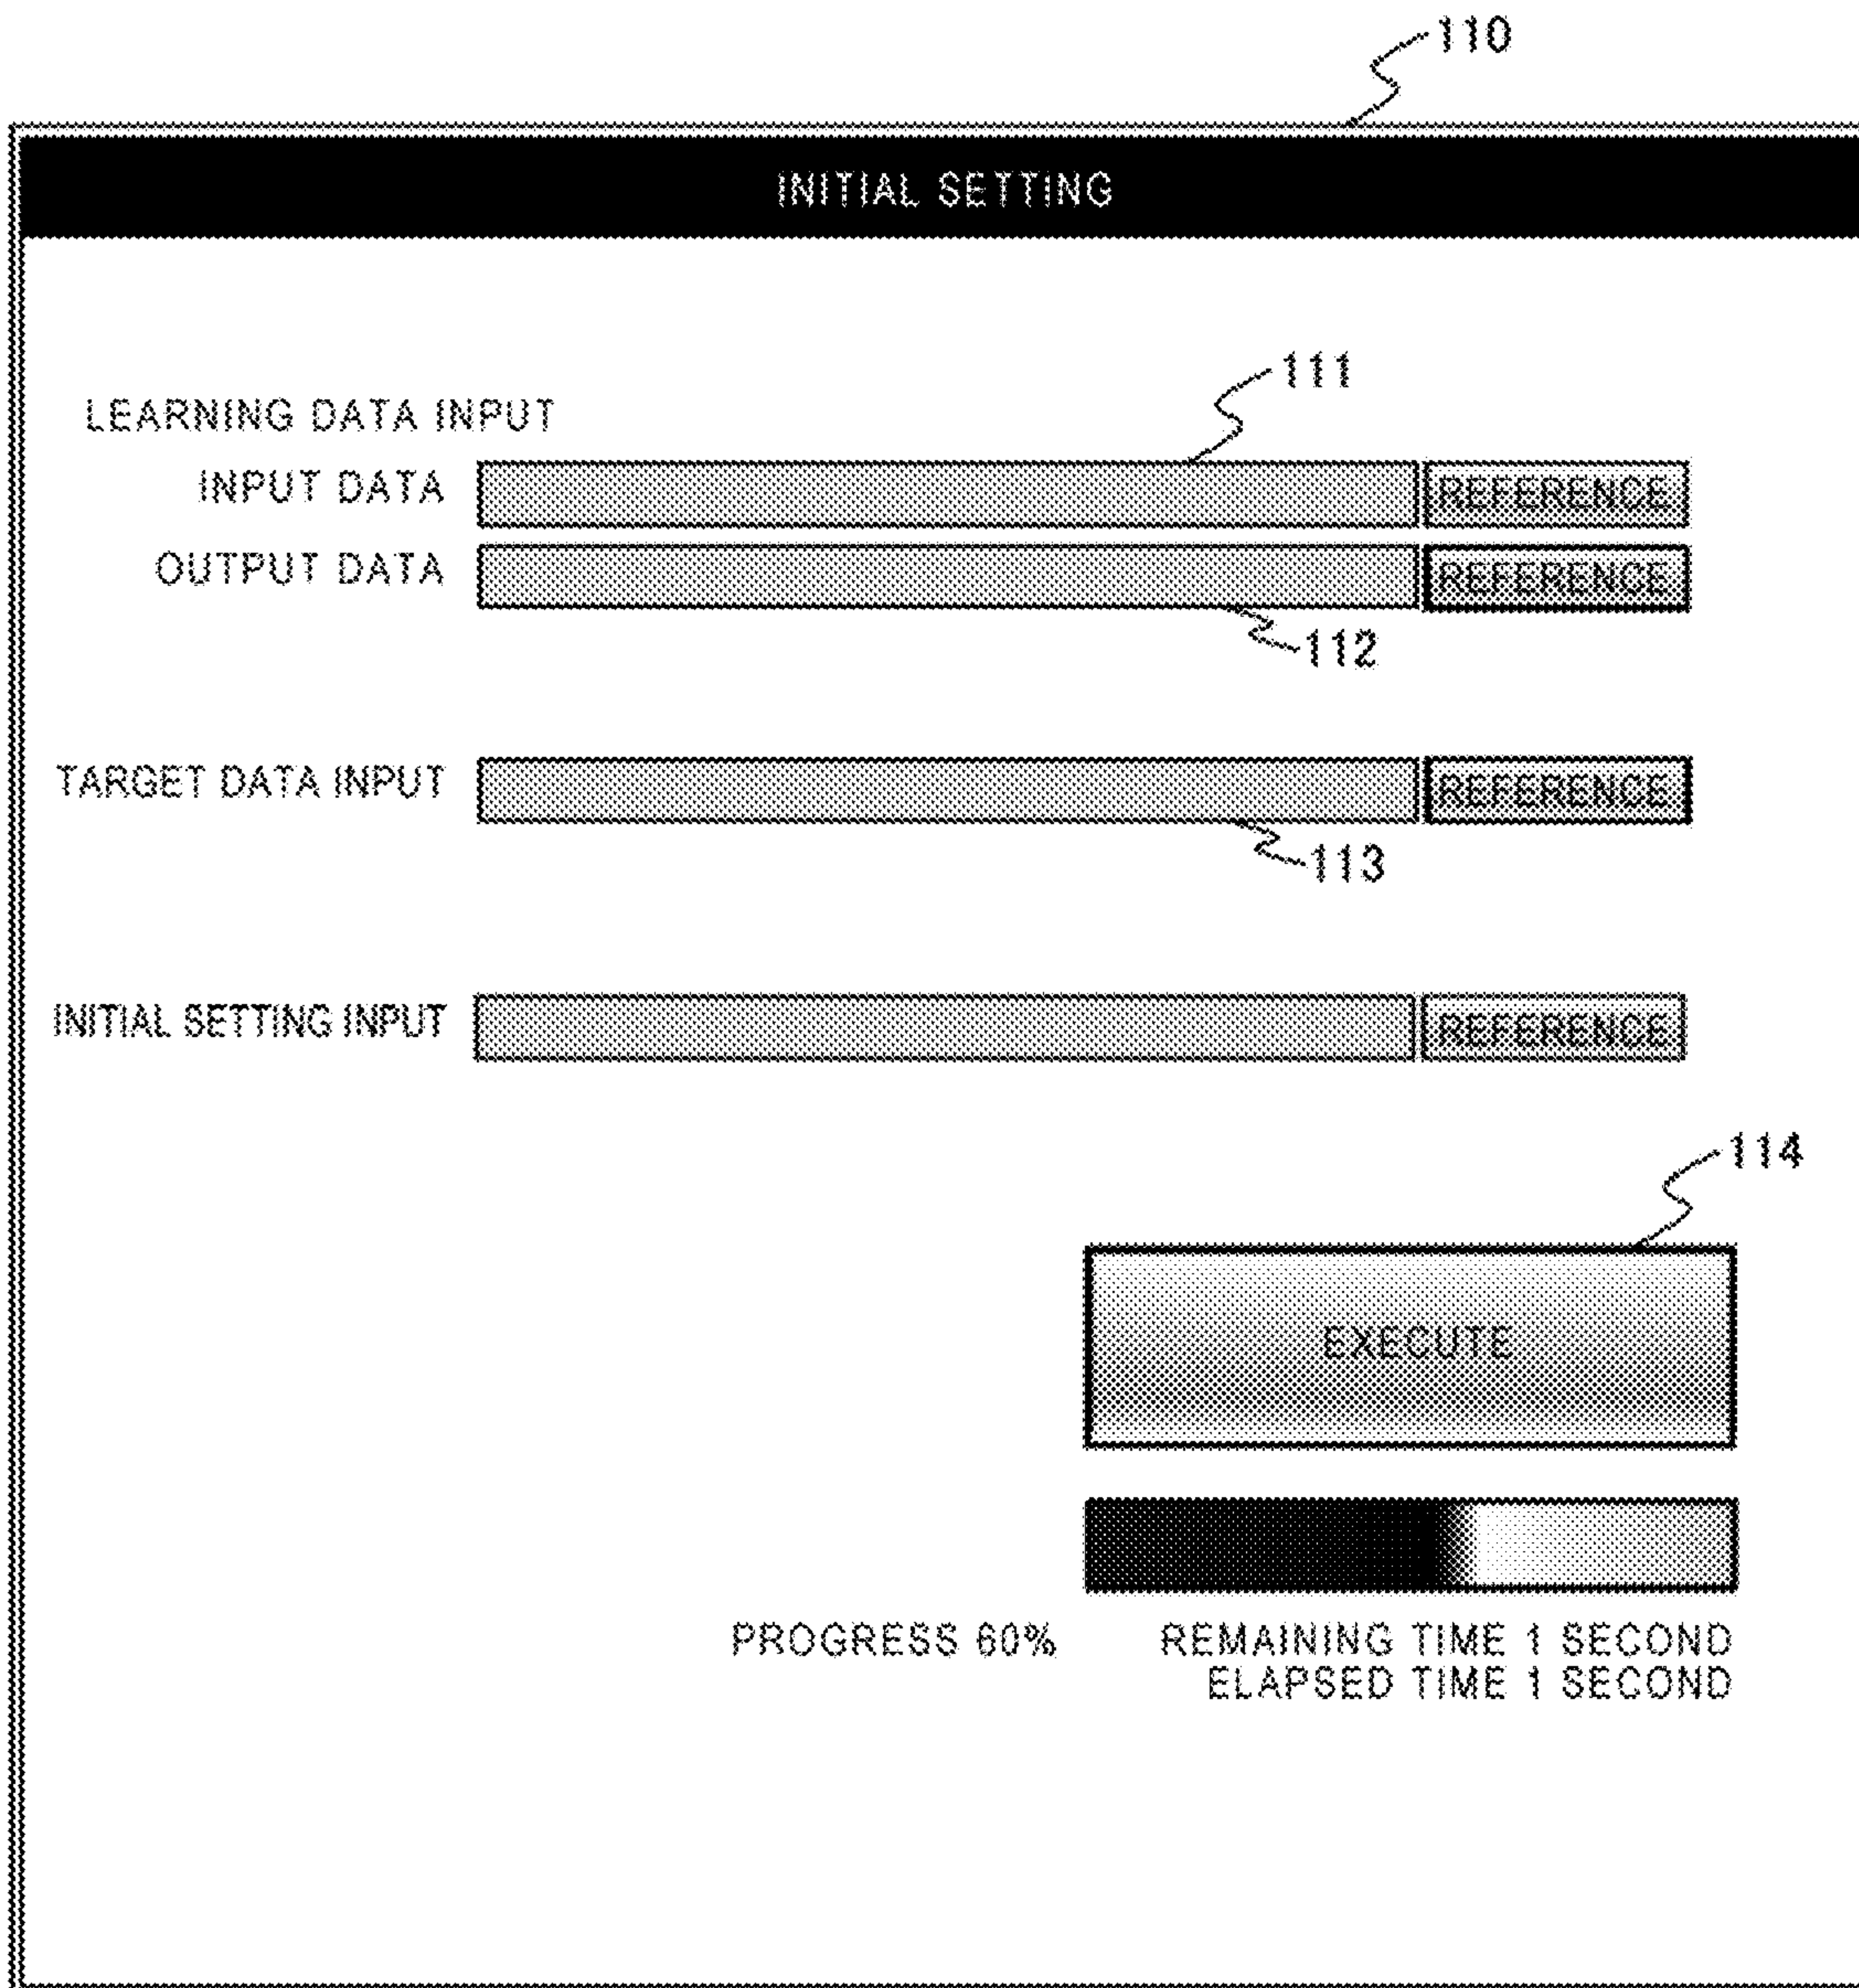 110
INITIAL SETTING
111
LEARNING DATA INPUT
INPUT DATA REFERENCE
OUTPUT DATA REFERENCE
112
TARGET DATA INPUT REFERENCE
113
INITIAL SETTING INPUT REFERENCE
114
EXECUTE
PROGRESS 60% REMAINING TIME 1 SECOND
ELAPSED TIME 1 SECOND